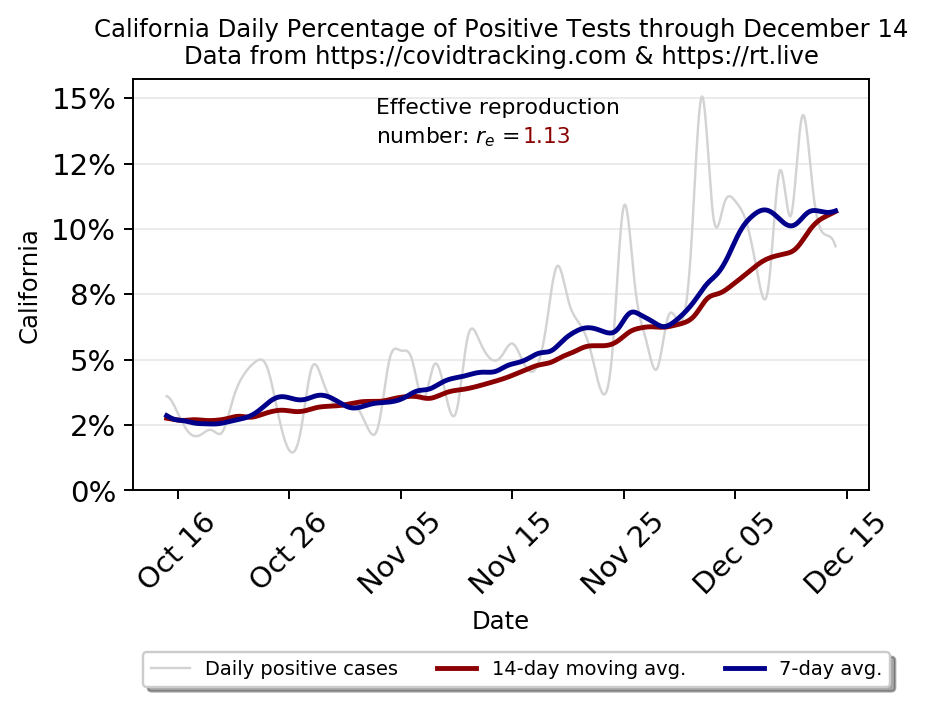 California Daily Percentage of Positive Tests through December 14
Data from https://covidtracking.com & https://rt.live
Effective reproduction
number: rₑ =1.13
15%
12%
10%
8%
5%
2%
0%
California
Oct 16
Oct 26
Nov 05
Nov 15
Nov 25
Dec 05
Dec 15
Date
Daily positive cases
14-day moving avg.
7-day avg.